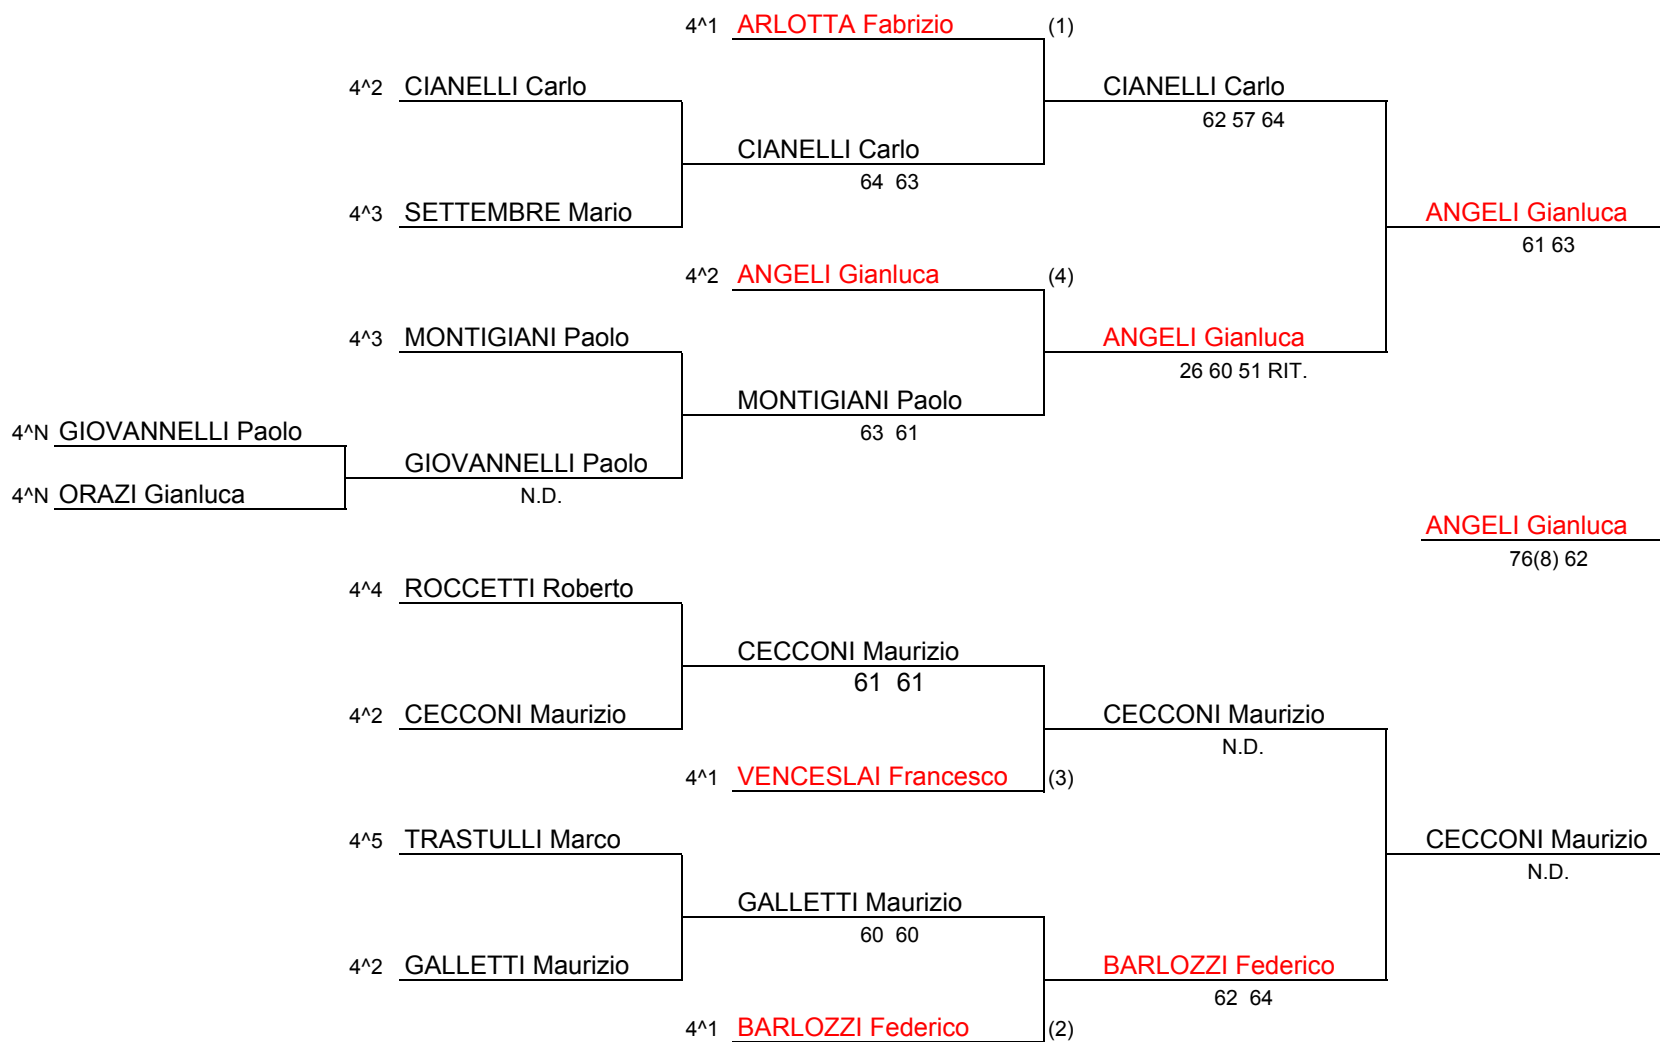 4^1 ARLOTTA Fabrizio (1)
4^2 CIANELLI Carlo CIANELLI Carlo
62 57 64
CIANELLI Carlo
64 63
4^3 SETTEMBRE Mario ANGELI Gianluca
61 63
4^2 ANGELI Gianluca (4)
4^3 MONTIGIANI Paolo ANGELI Gianluca
26 60 51 RIT.
MONTIGIANI Paolo
4^N GIOVANNELLI Paolo 63 61
GIOVANNELLI Paolo
4^N ORAZI Gianluca N.D.
ANGELI Gianluca
76(8) 62
4^4 ROCCETTI Roberto
CECCONI Maurizio
61 61
4^2 CECCONI Maurizio CECCONI Maurizio
N.D.
4^1 VENCESLAI Francesco (3)
4^5 TRASTULLI Marco CECCONI Maurizio
N.D.
GALLETTI Maurizio
60 60
4^2 GALLETTI Maurizio BARLOZZI Federico
62 64
4^1 BARLOZZI Federico (2)